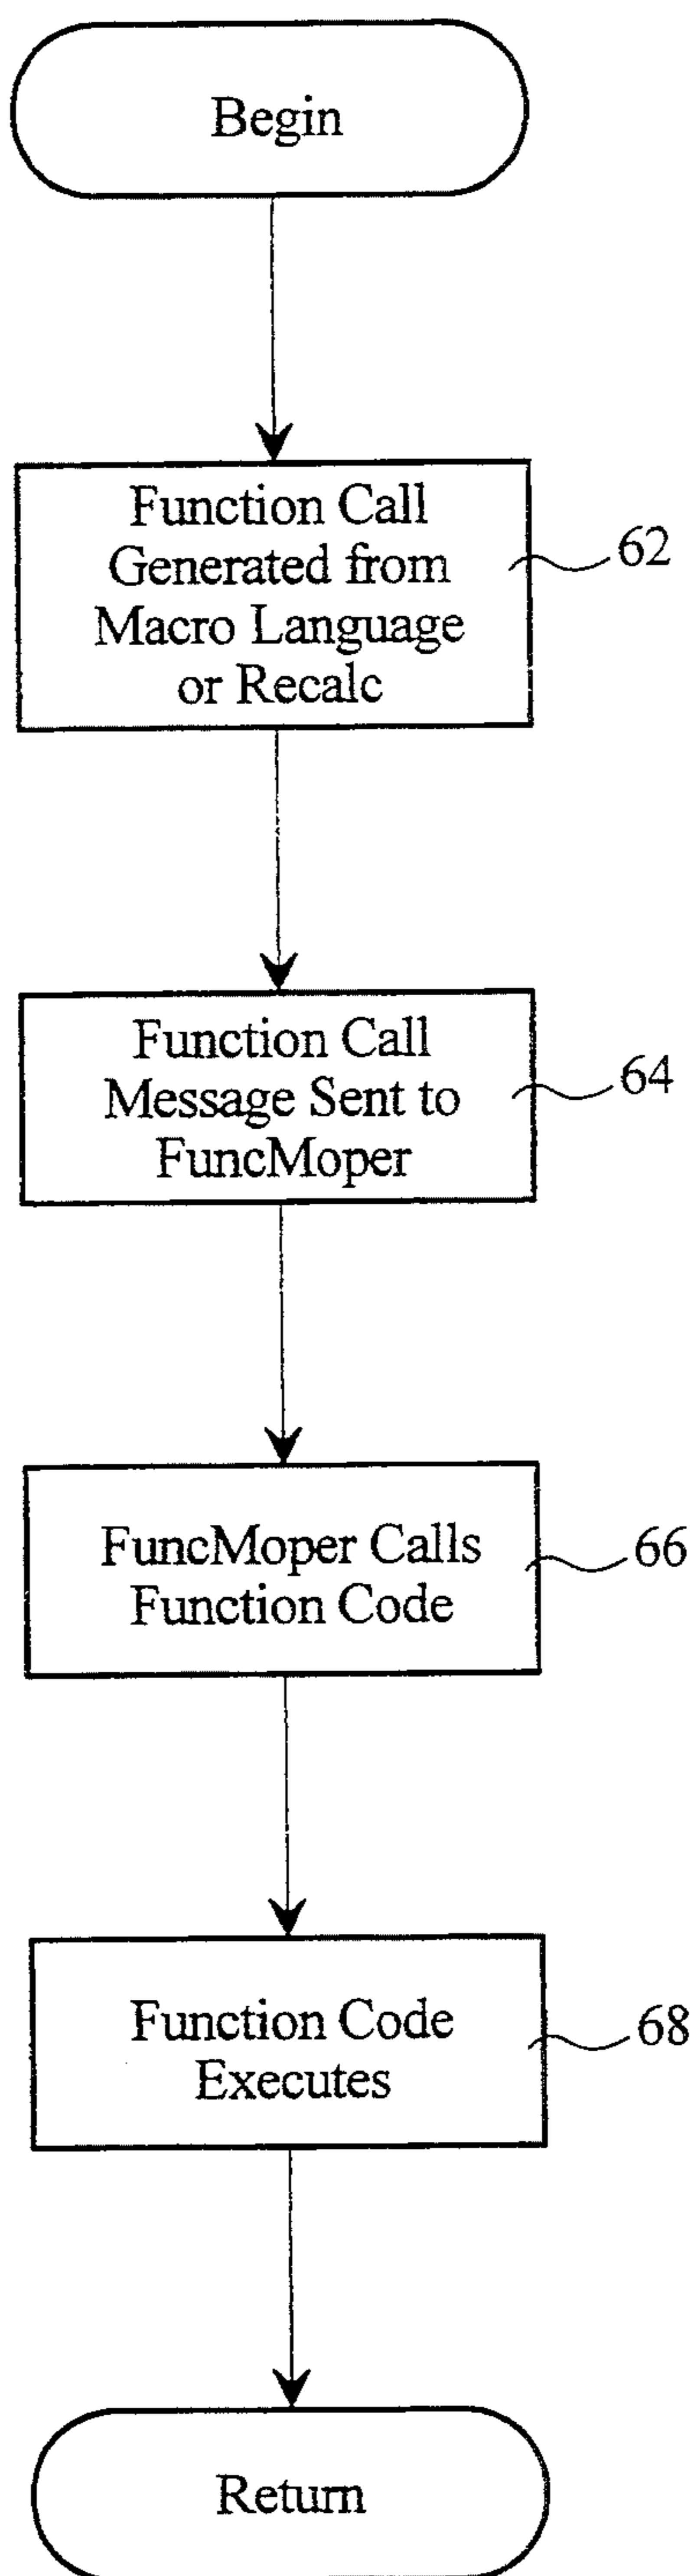 Begin
Function Call
Generated from
Macro Language
or Recalc
62
Function Call
Message Sent to
FuncMoper
64
FuncMoper Calls
Function Code
66
Function Code
Executes
68
Return